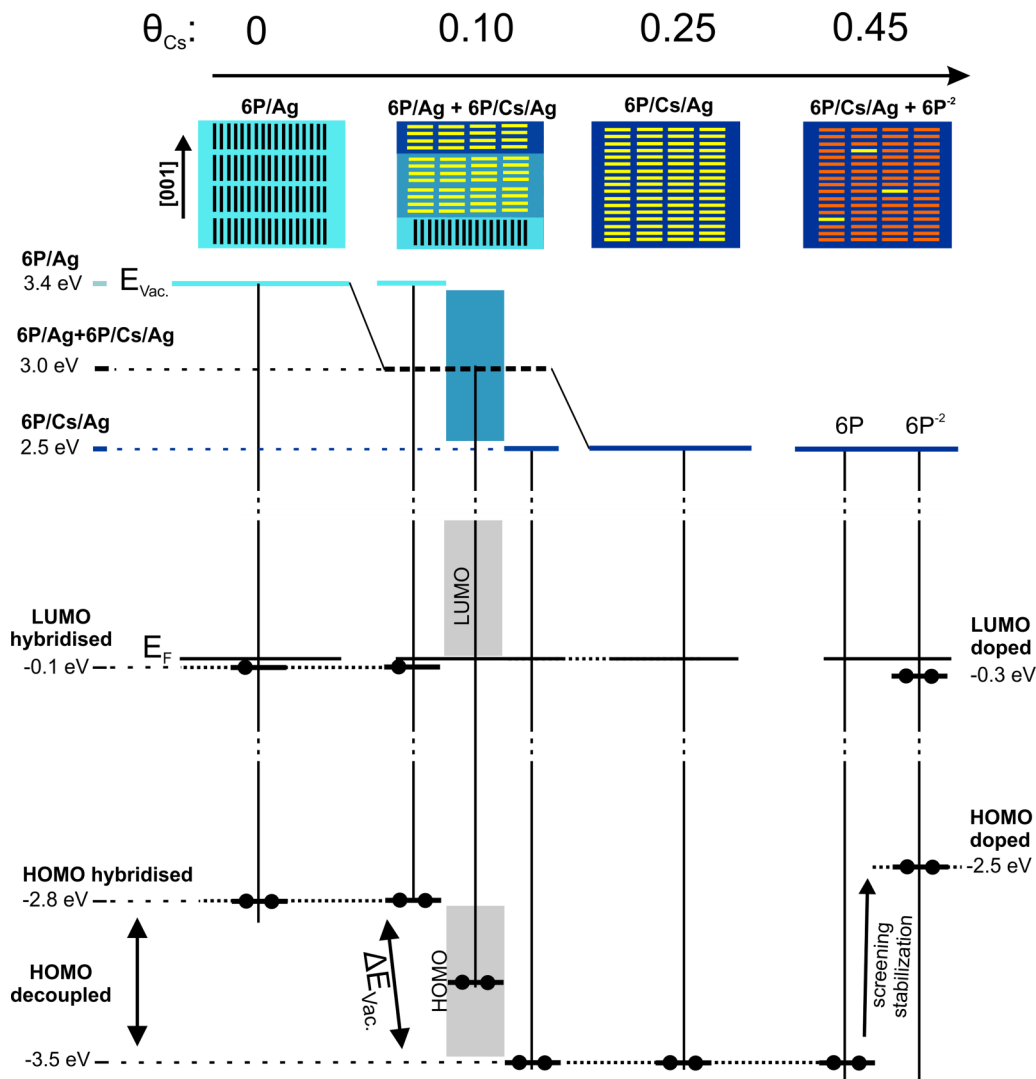 θCs: 0 0.10 0.25 0.45
6P/Ag 6P/Ag + 6P/Cs/Ag 6P/Cs/Ag 6P/Cs/Ag + 6P-2
[001]
6P/Ag
3.4 eV
EVac.
6P/Ag+6P/Cs/Ag
3.0 eV
6P/Cs/Ag
2.5 eV
6P 6P-2
LUMO
LUMO
hybridised
-0.1 eV
EF
LUMO
doped
-0.3 eV
HOMO
doped
-2.5 eV
HOMO hybridised
-2.8 eV
HOMO
decoupled
ΔEVac.
HOMO
screening
stabilization
-3.5 eV